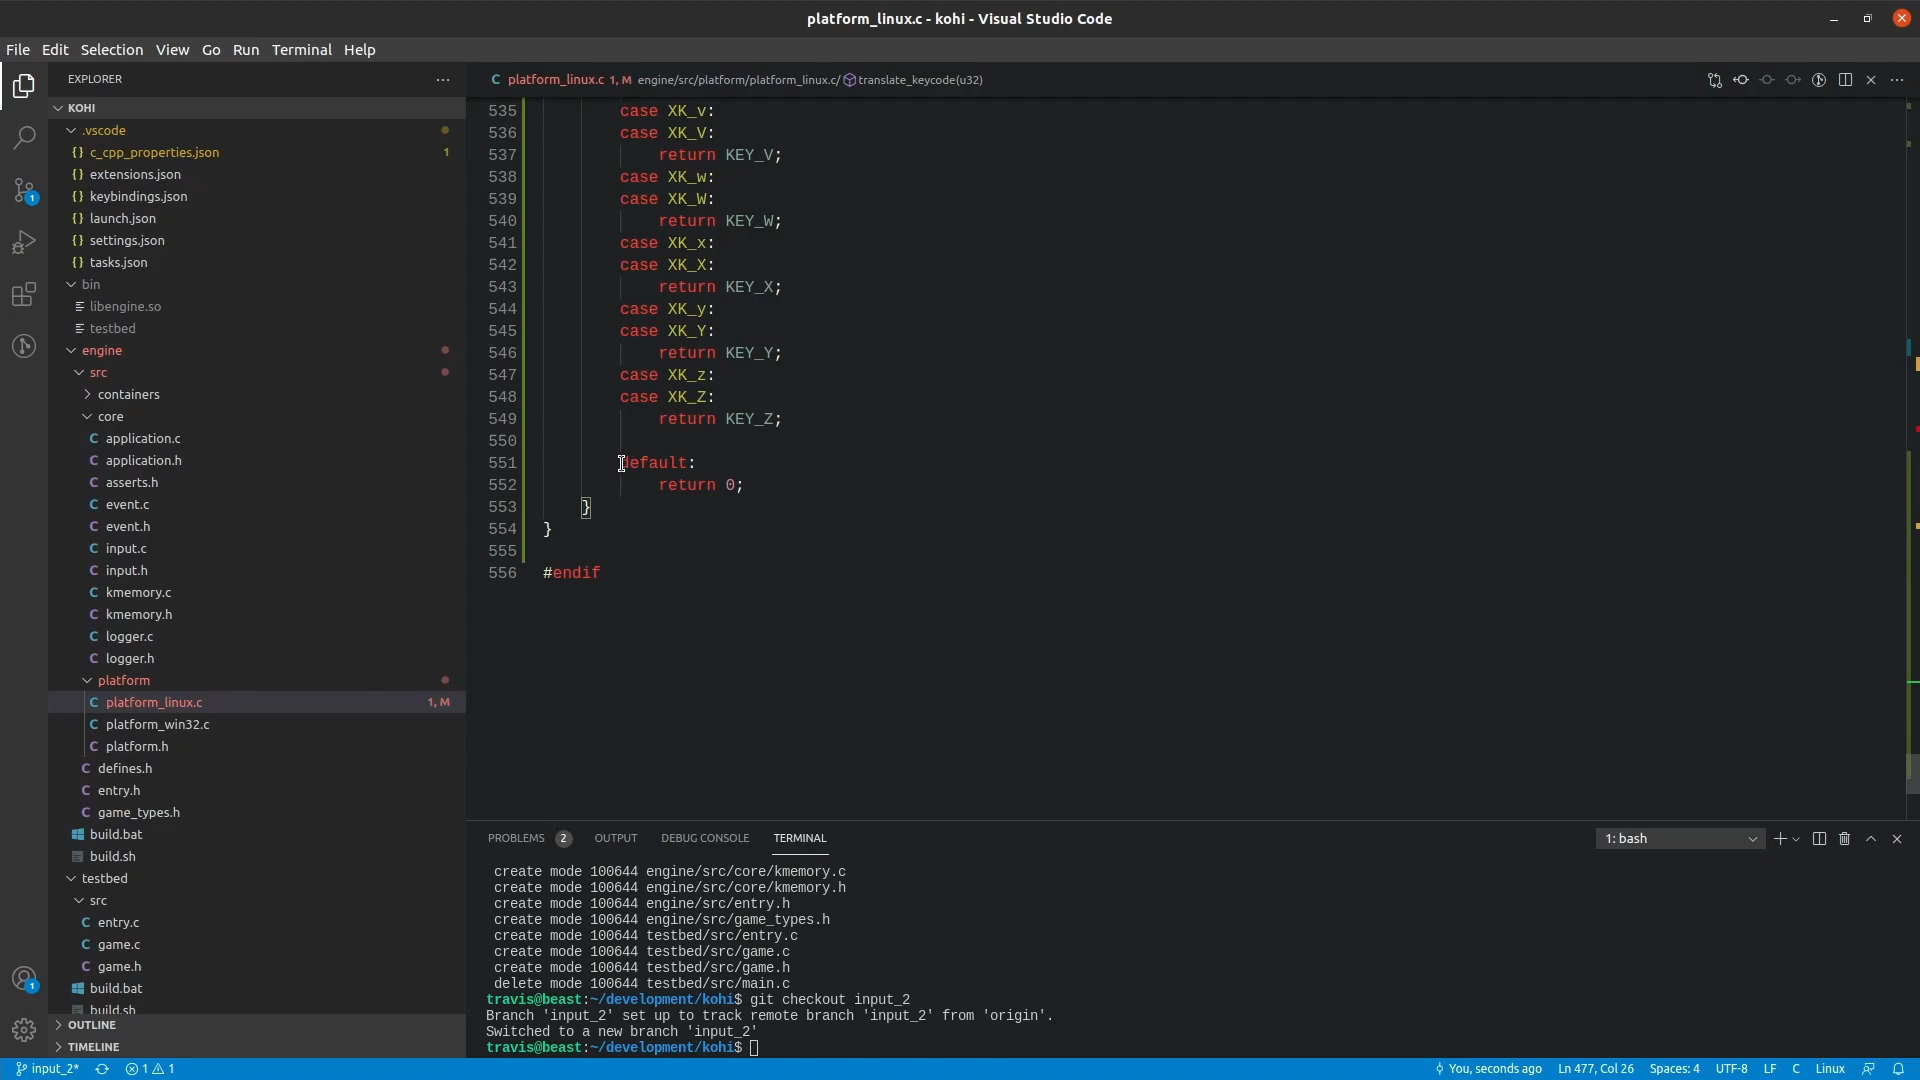 platform_linux.c - kohi - Visual Studio Code
File Edit Selection View Go Run Terminal Help
EXPLORER
KOHI
.vscode
c_cpp_properties.json 1
extensions.json
keybindings.json
launch.json
settings.json
tasks.json
bin
libengine.so
testbed
engine
src
containers
core
application.c
application.h
asserts.h
event.c
event.h
input.c
input.h
kmemory.c
kmemory.h
logger.c
logger.h
platform
platform_linux.c 1, M
platform_win32.c
platform.h
defines.h
entry.h
game_types.h
build.bat
build.sh
testbed
src
entry.c
game.c
game.h
build.bat
build.sh
OUTLINE
TIMELINE
platform_linux.c 1, M engine/src/platform/platform_linux.c/ translate_keycode(u32)
535 case XK_v:
536 case XK_V:
537 return KEY_V;
538 case XK_w:
539 case XK_W:
540 return KEY_W;
541 case XK_x:
542 case XK_X:
543 return KEY_X;
544 case XK_y:
545 case XK_Y:
546 return KEY_Y;
547 case XK_z:
548 case XK_Z:
549 return KEY_Z;
550
551 default:
552 return 0;
553 }
554 }
555
556 #endif
PROBLEMS 2 OUTPUT DEBUG CONSOLE TERMINAL 1: bash
create mode 100644 engine/src/core/kmemory.c
create mode 100644 engine/src/core/kmemory.h
create mode 100644 engine/src/entry.h
create mode 100644 engine/src/game_types.h
create mode 100644 testbed/src/entry.c
create mode 100644 testbed/src/game.c
create mode 100644 testbed/src/game.h
delete mode 100644 testbed/src/main.c
travis@beast:~/development/kohi$ git checkout input_2
Branch 'input_2' set up to track remote branch 'input_2' from 'origin'.
Switched to a new branch 'input_2'
travis@beast:~/development/kohi$
input_2* 1 1 You, seconds ago Ln 477, Col 26 Spaces: 4 UTF-8 LF C Linux